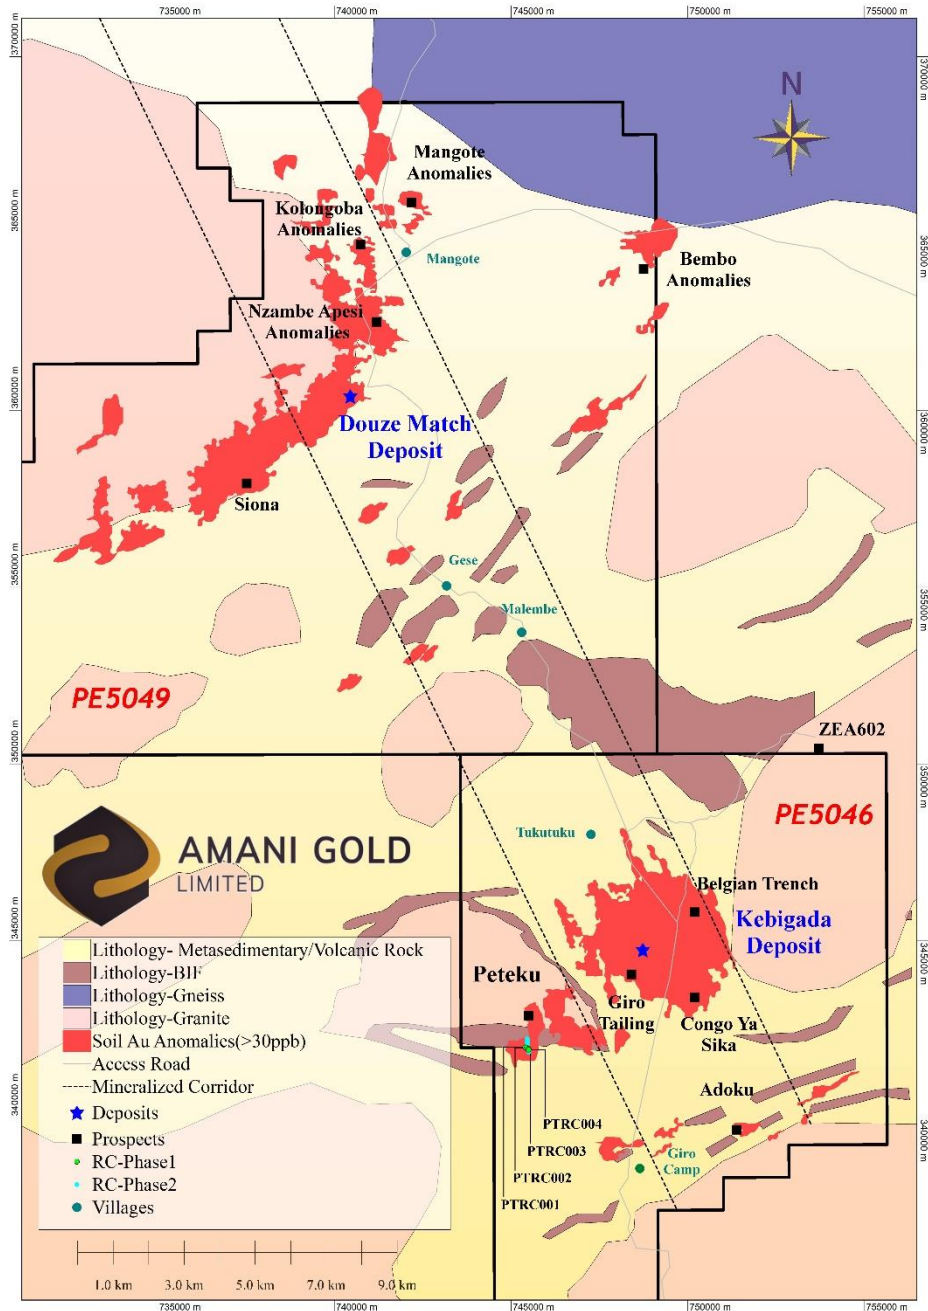 735000 m 740000 m 745000 m 750000 m 755000 m
370000 m
370000 m
N
Mangote
Anomalies
365000 m
365000 m
Kolongoba
Anomalies
Mangote
Bembo
Anomalies
Nzambe Apesi
Anomalies
360000 m
360000 m
Douze Match
Deposit
Siona
355000 m
355000 m
Gese
Malembe
PE5049
ZEA602
350000 m
350000 m
PE5046
Tukutuku
AMANI GOLD
LIMITED
Belgian Trench
Kebigada
Deposit
345000 m
345000 m
Peteku
Giro
Tailing
Congo Ya
Sika
Lithology- Metasedimentary/Volcanic Rock
Lithology-BIF
Lithology-Gneiss
Lithology-Granite
Soil Au Anomalies(>30ppb)
Access Road
Mineralized Corridor
Deposits
Prospects
RC-Phase1
RC-Phase2
Villages
340000 m
340000 m
Adoku
PTRC004
PTRC003
PTRC002
PTRC001
Giro
Camp
1.0 km 3.0 km 5.0 km 7.0 km 9.0 km
735000 m 740000 m 745000 m 750000 m 755000 m